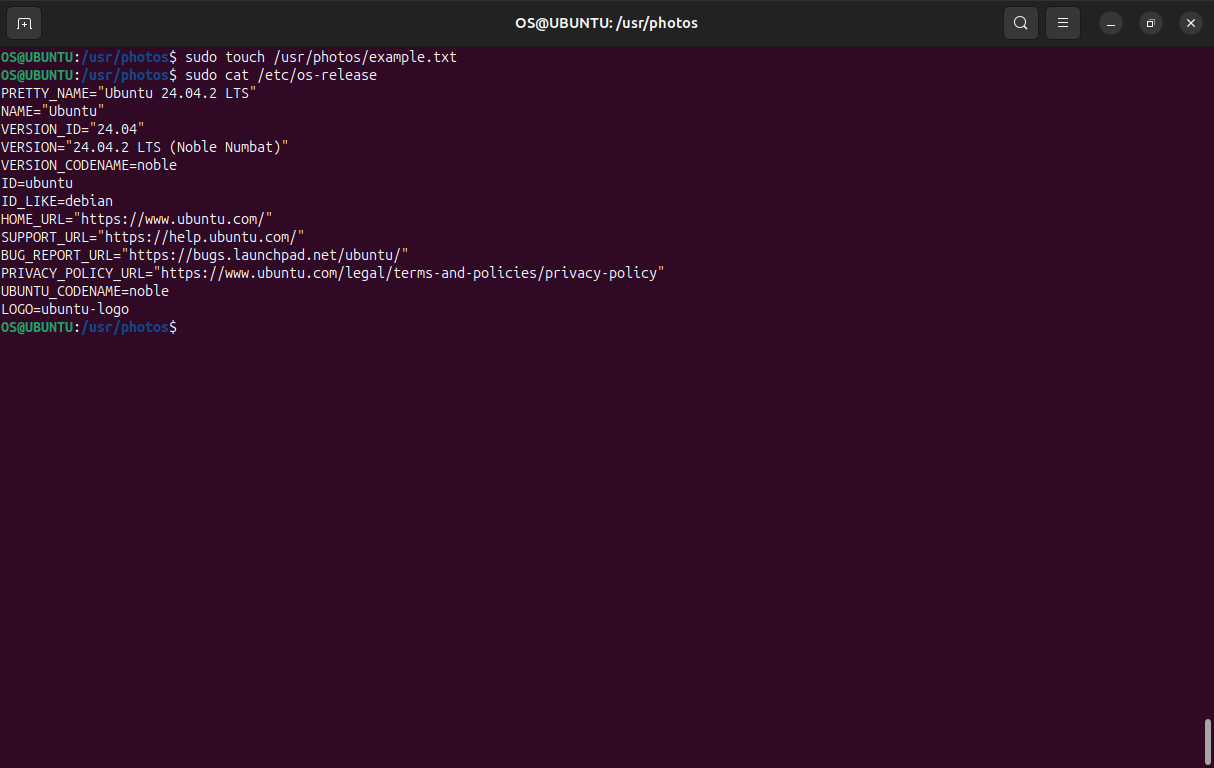 OS@UBUNTU: /usr/photos
OS@UBUNTU:/usr/photos$ sudo touch /usr/photos/example.txt
OS@UBUNTU:/usr/photos$ sudo cat /etc/os-release
PRETTY_NAME="Ubuntu 24.04.2 LTS"
NAME="Ubuntu"
VERSION_ID="24.04"
VERSION="24.04.2 LTS (Noble Numbat)"
VERSION_CODENAME=noble
ID=ubuntu
ID_LIKE=debian
HOME_URL="https://www.ubuntu.com/"
SUPPORT_URL="https://help.ubuntu.com/"
BUG_REPORT_URL="https://bugs.launchpad.net/ubuntu/"
PRIVACY_POLICY_URL="https://www.ubuntu.com/legal/terms-and-policies/privacy-policy"
UBUNTU_CODENAME=noble
LOGO=ubuntu-logo
OS@UBUNTU:/usr/photos$